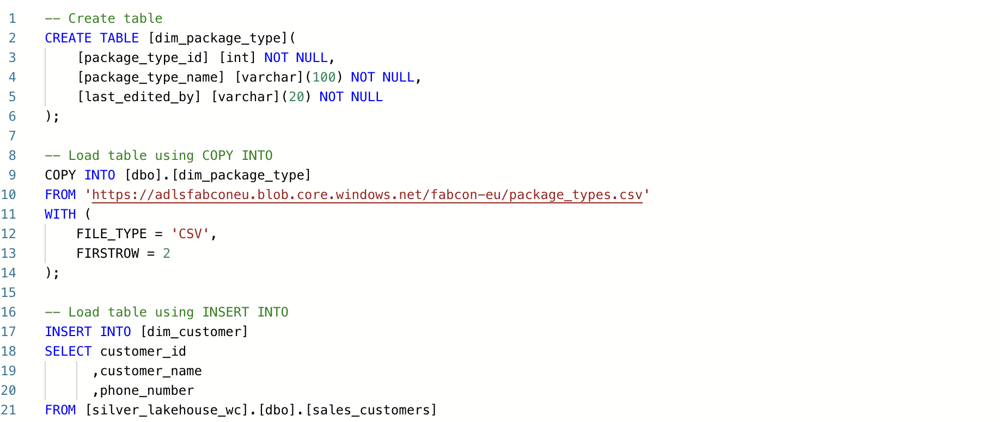 1 -- Create table
2 CREATE TABLE [dim_package_type](
3 [package_type_id] [int] NOT NULL,
4 [package_type_name] [varchar](100) NOT NULL,
5 [last_edited_by] [varchar](20) NOT NULL
6 );
7
8 -- Load table using COPY INTO
9 COPY INTO [dbo].[dim_package_type]
10 FROM 'https://adlsfabconeu.blob.core.windows.net/fabcon-eu/package_types.csv'
11 WITH (
12 FILE_TYPE = 'CSV',
13 FIRSTROW = 2
14 );
15
16 -- Load table using INSERT INTO
17 INSERT INTO [dim_customer]
18 SELECT customer_id
19 ,customer_name
20 ,phone_number
21 FROM [silver_lakehouse_wc].[dbo].[sales_customers]